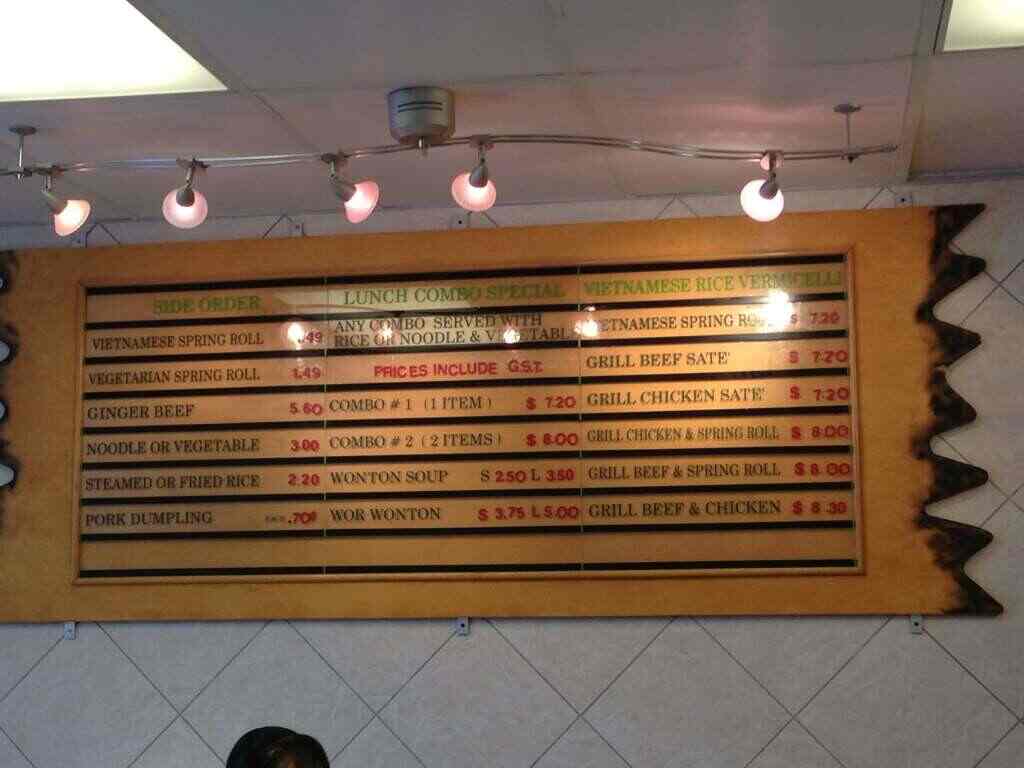 SIDE ORDER
VIETNAMESE SPRING ROLL .49
VEGETARIAN SPRING ROLL 1.49
GINGER BEEF 5.60
NOODLE OR VEGETABLE 3.00
STEAMED OR FRIED RICE 2.20
PORK DUMPLING .70¢
LUNCH COMBO SPECIAL
ANY COMBO SERVED WITH
RICE OR NOODLE & VEGETABL
PRICES INCLUDE G.S.T.
COMBO # 1 (1 ITEM) $ 7.20
COMBO # 2 (2 ITEMS) $ 8.00
WONTON SOUP S 2.50 L 3.50
WOR WONTON S 3.75 L 5.00
VIETNAMESE RICE VERMICELLI
ETNAMESE SPRING $ 7.20
GRILL BEEF SATE' $ 7.20
GRILL CHICKEN SATE' $ 7.20
GRILL CHICKEN & SPRING ROLL $ 8.00
GRILL BEEF & SPRING ROLL $ 8.00
GRILL BEEF & CHICKEN $ 8.30